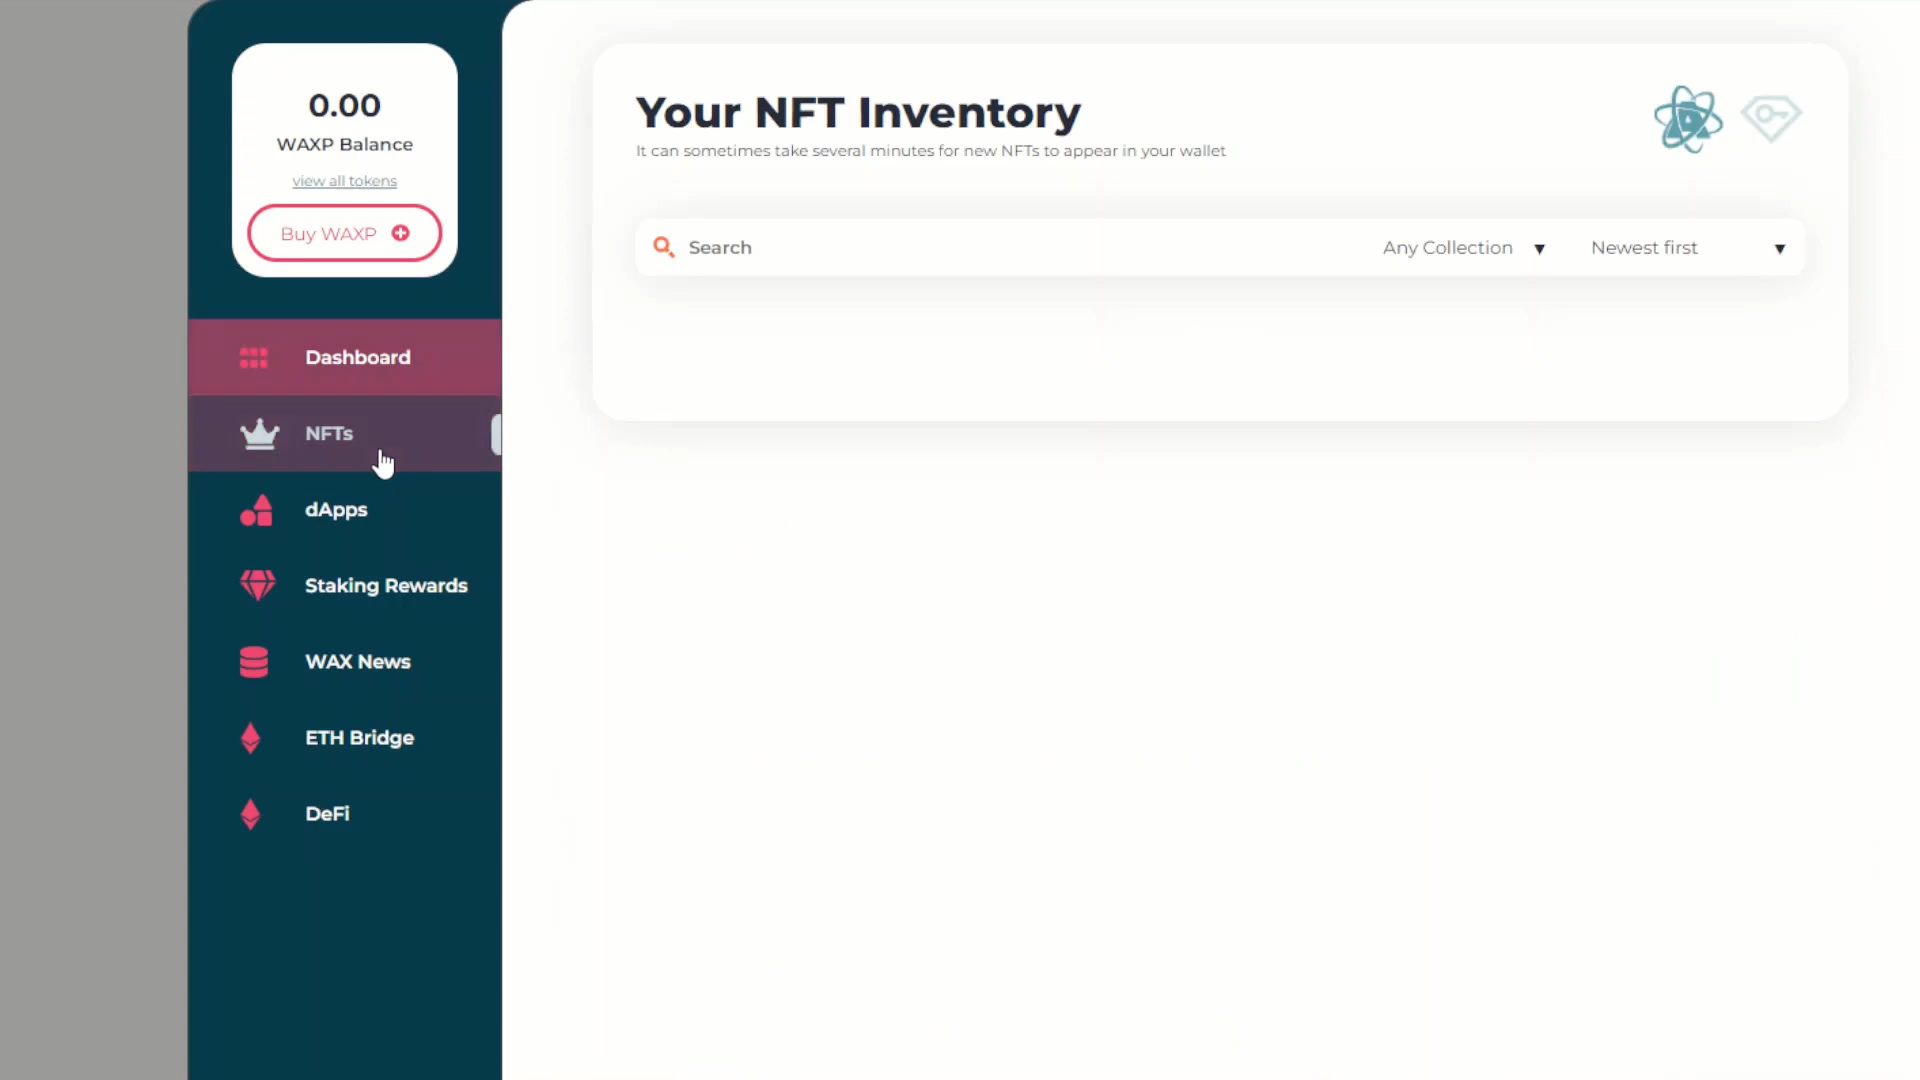 0.00
WAXP Balance
view all tokens
Buy WAXP
Dashboard
NFTs
dApps
Staking Rewards
WAX News
ETH Bridge
DeFi
Your NFT Inventory
It can sometimes take several minutes for new NFTs to appear in your wallet
Search
Any Collection
Newest first